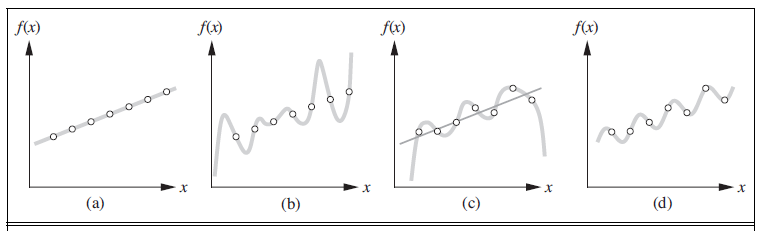 f(x) f(x) f(x) f(x)
x x x x
(a) (b) (c) (d)